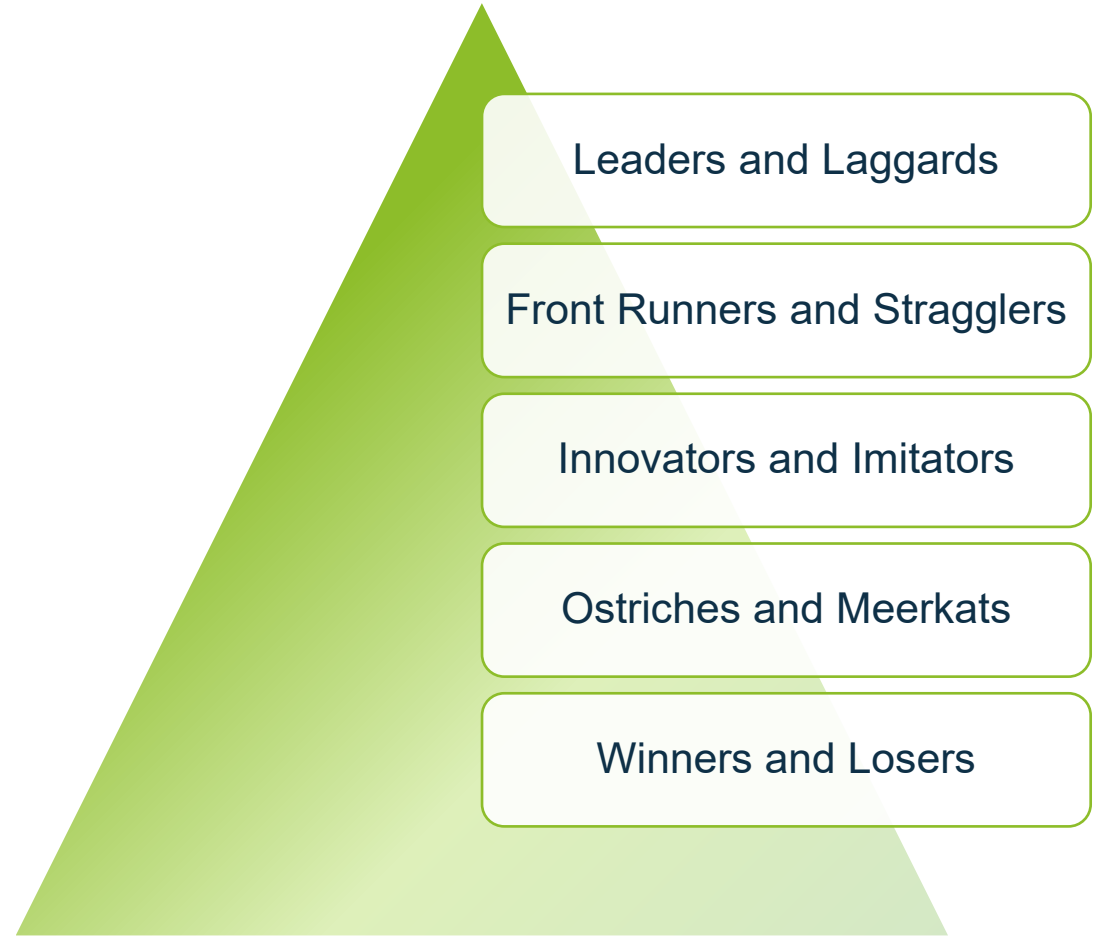 Leaders and Laggards
Front Runners and Stragglers
Innovators and Imitators
Ostriches and Meerkats
Winners and Losers